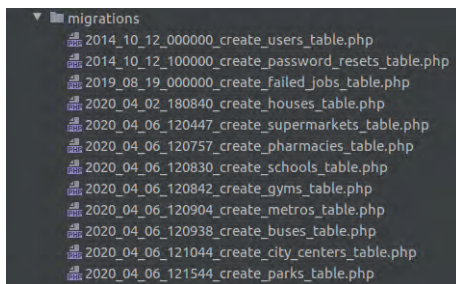 migrations
2014_10_12_000000_create_users_table.php
2014_10_12_100000_create_password_resets_table.php
2019_08_19_000000_create_failed_jobs_table.php
2020_04_02_180840_create_houses_table.php
2020_04_06_120447_create_supermarkets_table.php
2020_04_06_120757_create_pharmacies_table.php
2020_04_06_120830_create_schools_table.php
2020_04_06_120842_create_gyms_table.php
2020_04_06_120904_create_metros_table.php
2020_04_06_120938_create_buses_table.php
2020_04_06_121044_create_city_centers_table.php
2020_04_06_121544_create_parks_table.php